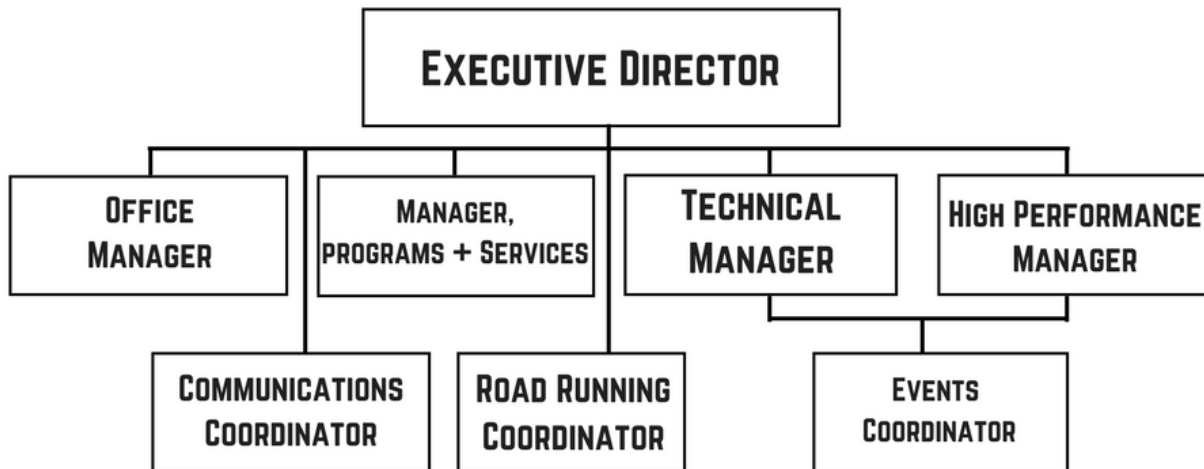 EXECUTIVE DIRECTOR
OFFICE
MANAGER
MANAGER,
PROGRAMS + SERVICES
TECHNICAL
MANAGER
HIGH PERFORMANCE
MANAGER
COMMUNICATIONS
COORDINATOR
ROAD RUNNING
COORDINATOR
EVENTS
COORDINATOR